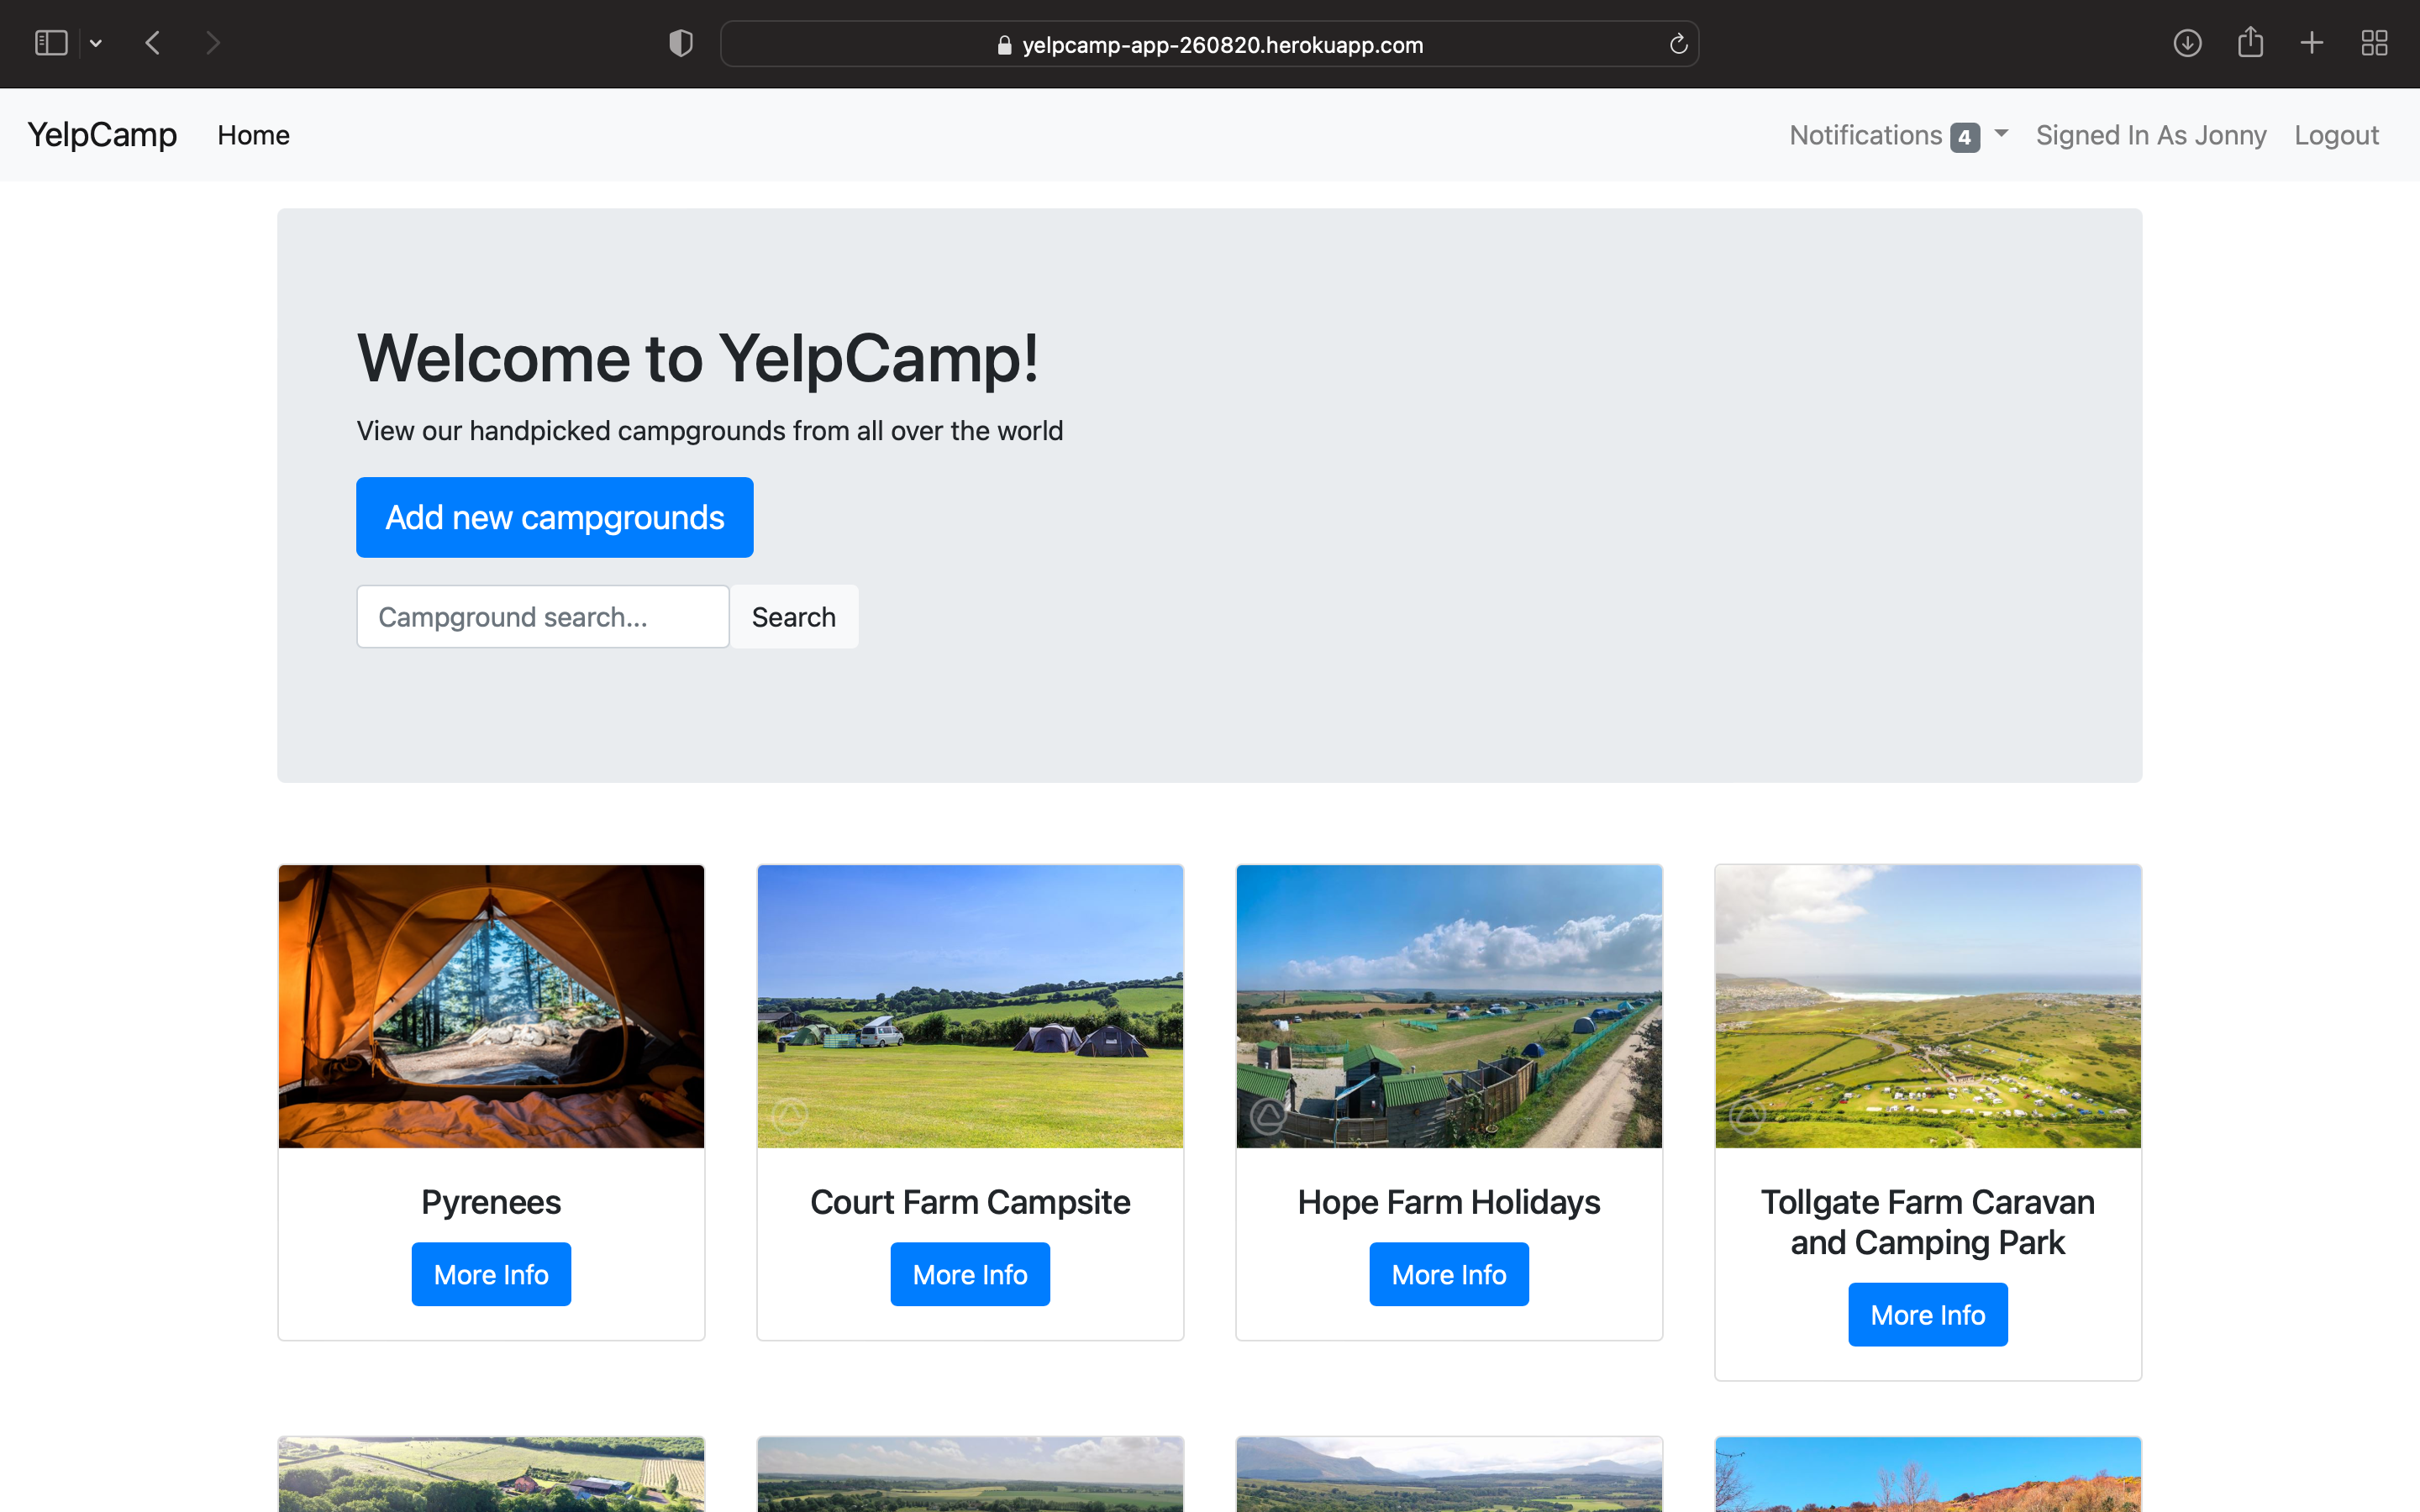 yelpcamp-app-260820.herokuapp.com
YelpCamp Home Notifications 4 Signed In As Jonny Logout
Welcome to YelpCamp!
View our handpicked campgrounds from all over the world
Add new campgrounds
Campground search...
Search
Pyrenees
More Info
Court Farm Campsite
More Info
Hope Farm Holidays
More Info
Tollgate Farm Caravan
and Camping Park
More Info